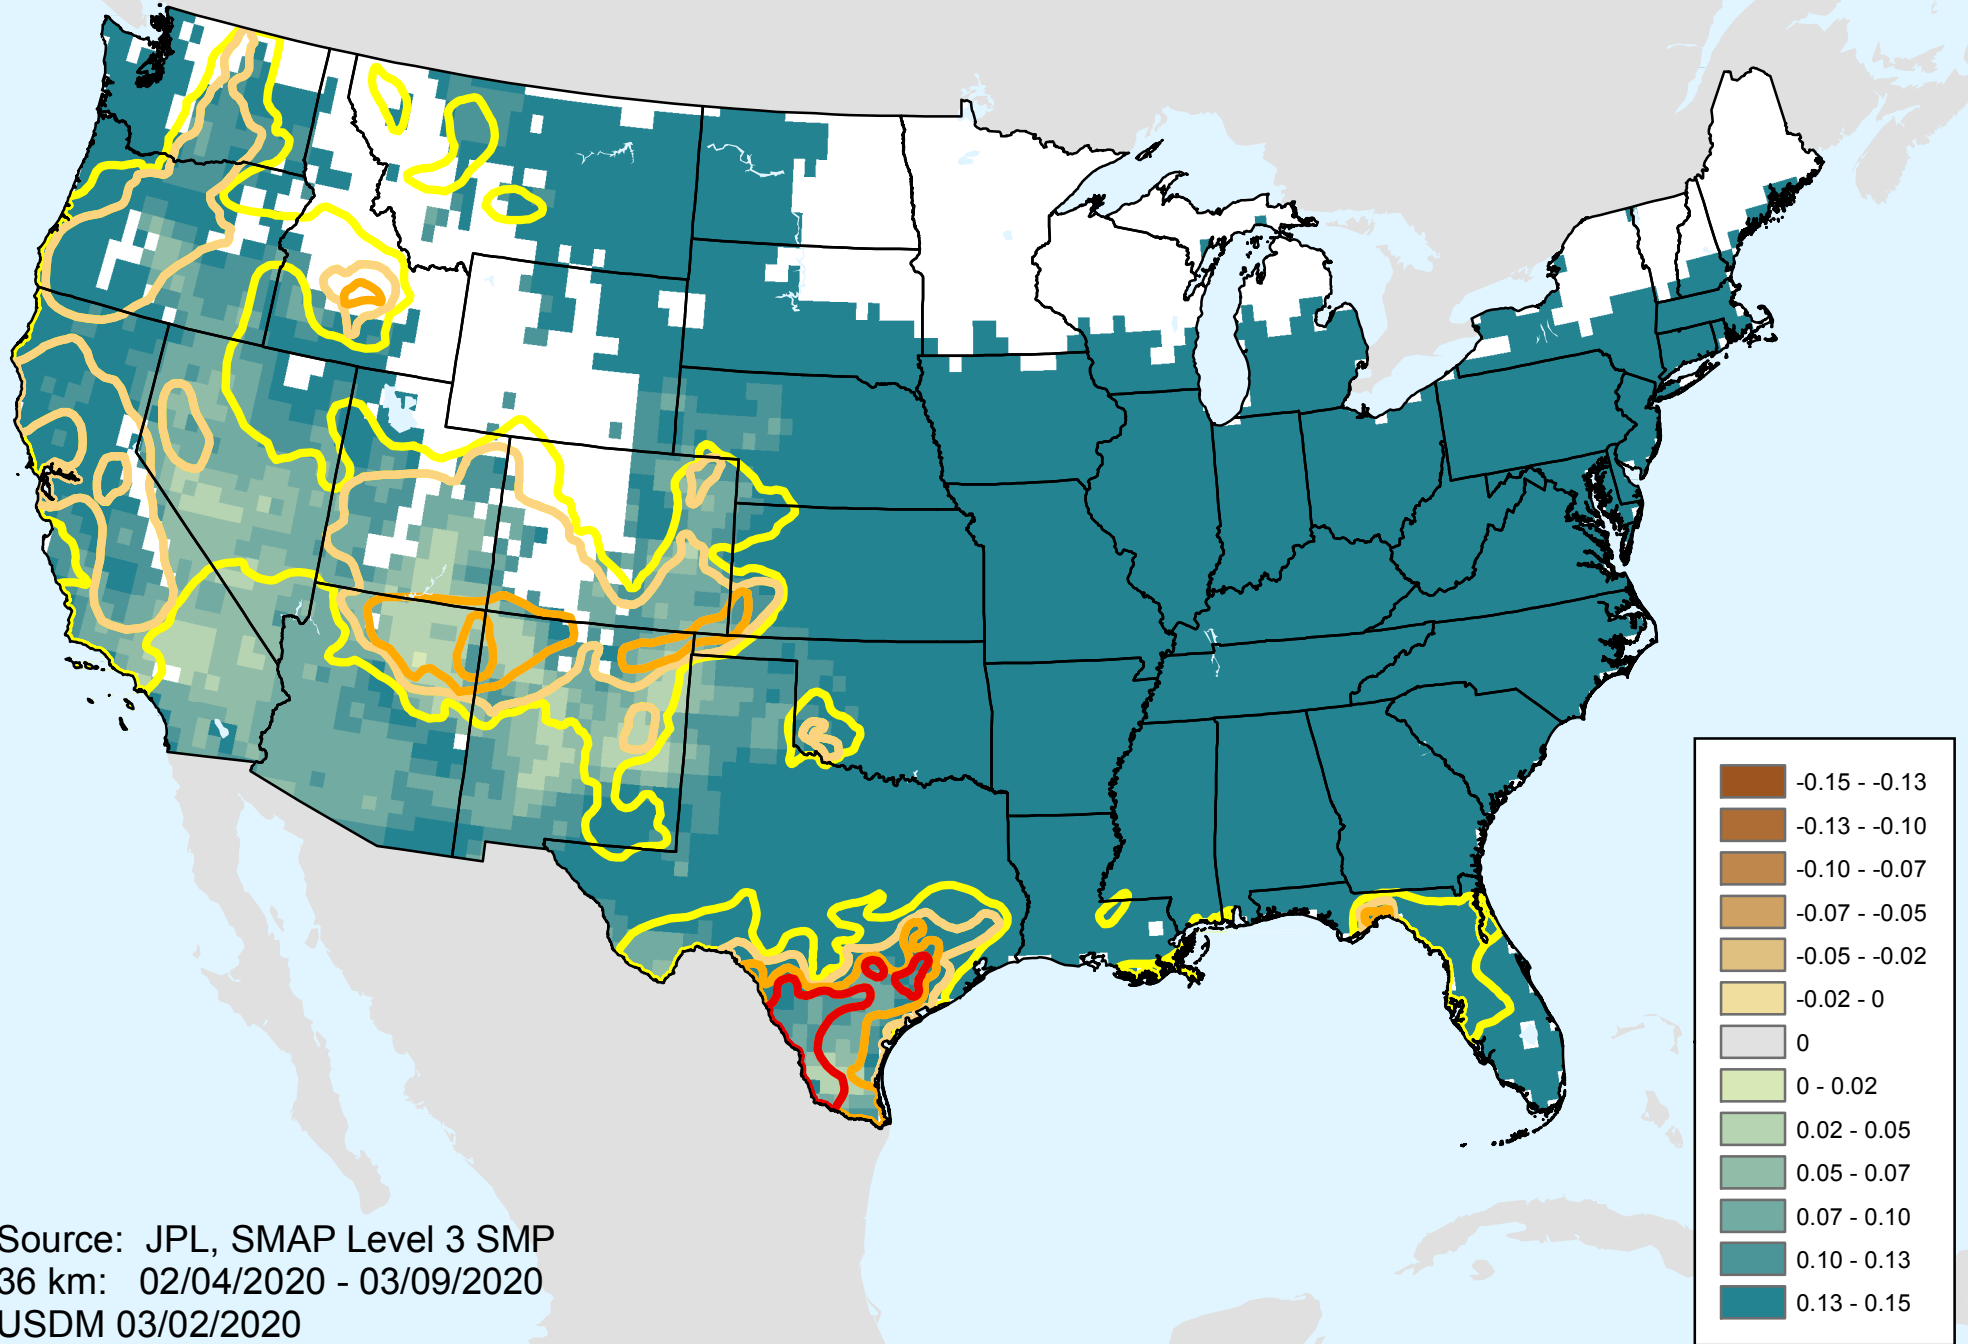 -0.15 - -0.13
-0.13 - -0.10
-0.10 - -0.07
-0.07 - -0.05
-0.05 - -0.02
-0.02 - 0
0
0 - 0.02
0.02 - 0.05
0.05 - 0.07
0.07 - 0.10
0.10 - 0.13
0.13 - 0.15
Source: JPL, SMAP Level 3 SMP
36 km: 02/04/2020 - 03/09/2020
USDM 03/02/2020